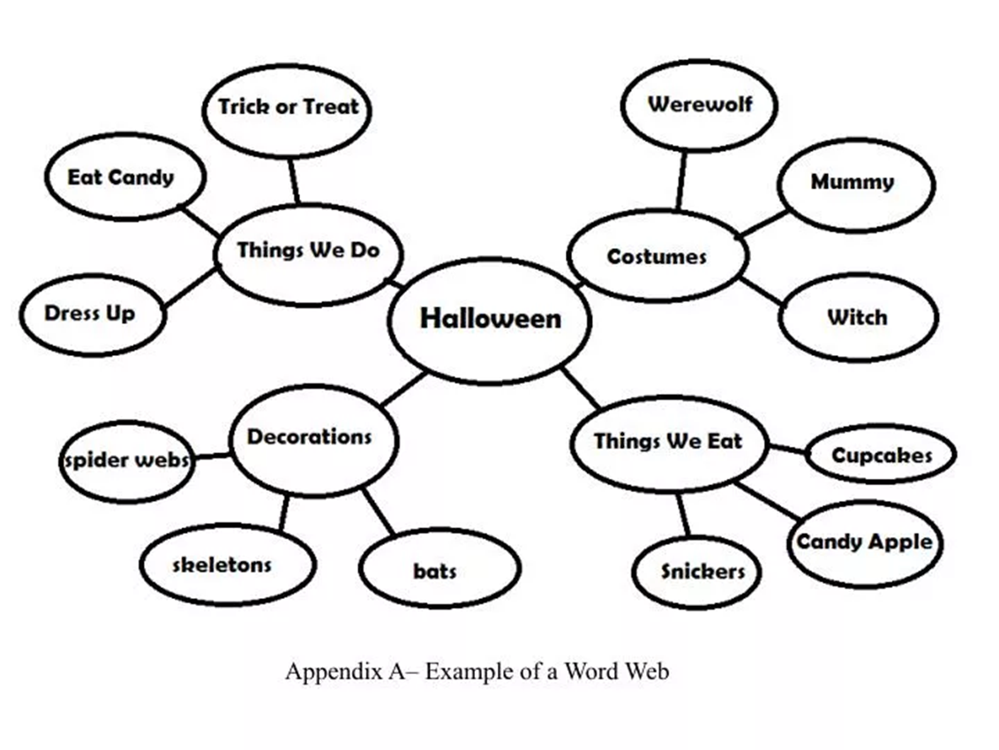 Trick or Treat
Eat Candy
Things We Do
Dress Up
Werewolf
Mummy
Costumes
Witch
Halloween
Decorations
spider webs
skeletons
bats
Things We Eat
Cupcakes
Candy Apple
Snickers
Appendix A– Example of a Word Web